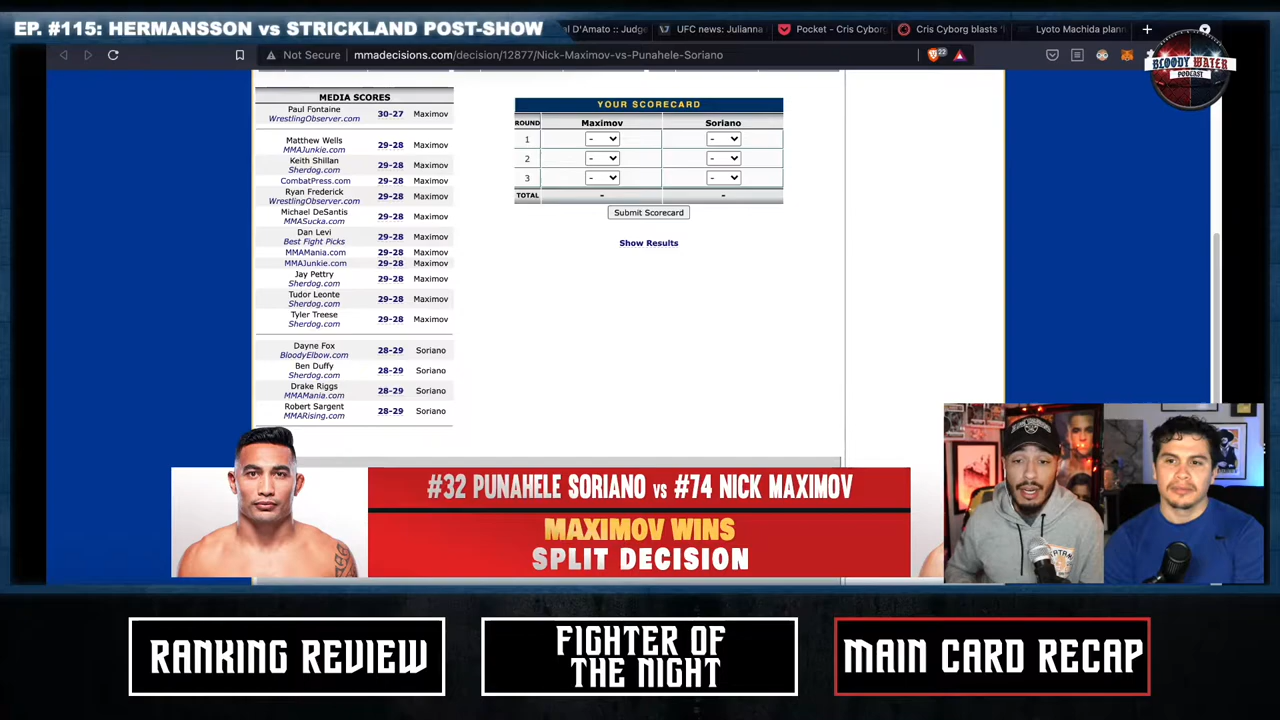 EP. #115: HERMANSSON vs STRICKLAND POST-SHOW
al D'Amato :: Judge
UFC news: Julianna
Pocket - Cris Cyborg
Cris Cyborg blasts 'l
Lyoto Machida plann
Not Secure
mmadecisions.com/decision/12877/Nick-Maximov-vs-Punahele-Soriano
22
BLOODY WATER
PODCAST
MEDIA SCORES
Paul Fontaine
WrestlingObserver.com 30-27 Maximov
Matthew Wells
MMAJunkie.com 29-28 Maximov
Keith Shillan
Sherdog.com 29-28 Maximov
CombatPress.com 29-28 Maximov
Ryan Frederick
WrestlingObserver.com 29-28 Maximov
Michael DeSantis
MMASucka.com 29-28 Maximov
Dan Levi
Best Fight Picks 29-28 Maximov
MMAMania.com 29-28 Maximov
MMAJunkie.com 29-28 Maximov
Jay Pettry
Sherdog.com 29-28 Maximov
Tudor Leonte
Sherdog.com 29-28 Maximov
Tyler Treese
Sherdog.com 29-28 Maximov
Dayne Fox
BloodyElbow.com 28-29 Soriano
Ben Duffy
Sherdog.com 28-29 Soriano
Drake Riggs
MMAMania.com 28-29 Soriano
Robert Sargent
MMARising.com 28-29 Soriano
YOUR SCORECARD
ROUND Maximov Soriano
1 - -
2 - -
3 - -
TOTAL - -
Submit Scorecard
Show Results
#32 PUNAHELE SORIANO vs #74 NICK MAXIMOV
MAXIMOV WINS
SPLIT DECISION
RANKING REVIEW
FIGHTER OF
THE NIGHT
MAIN CARD RECAP